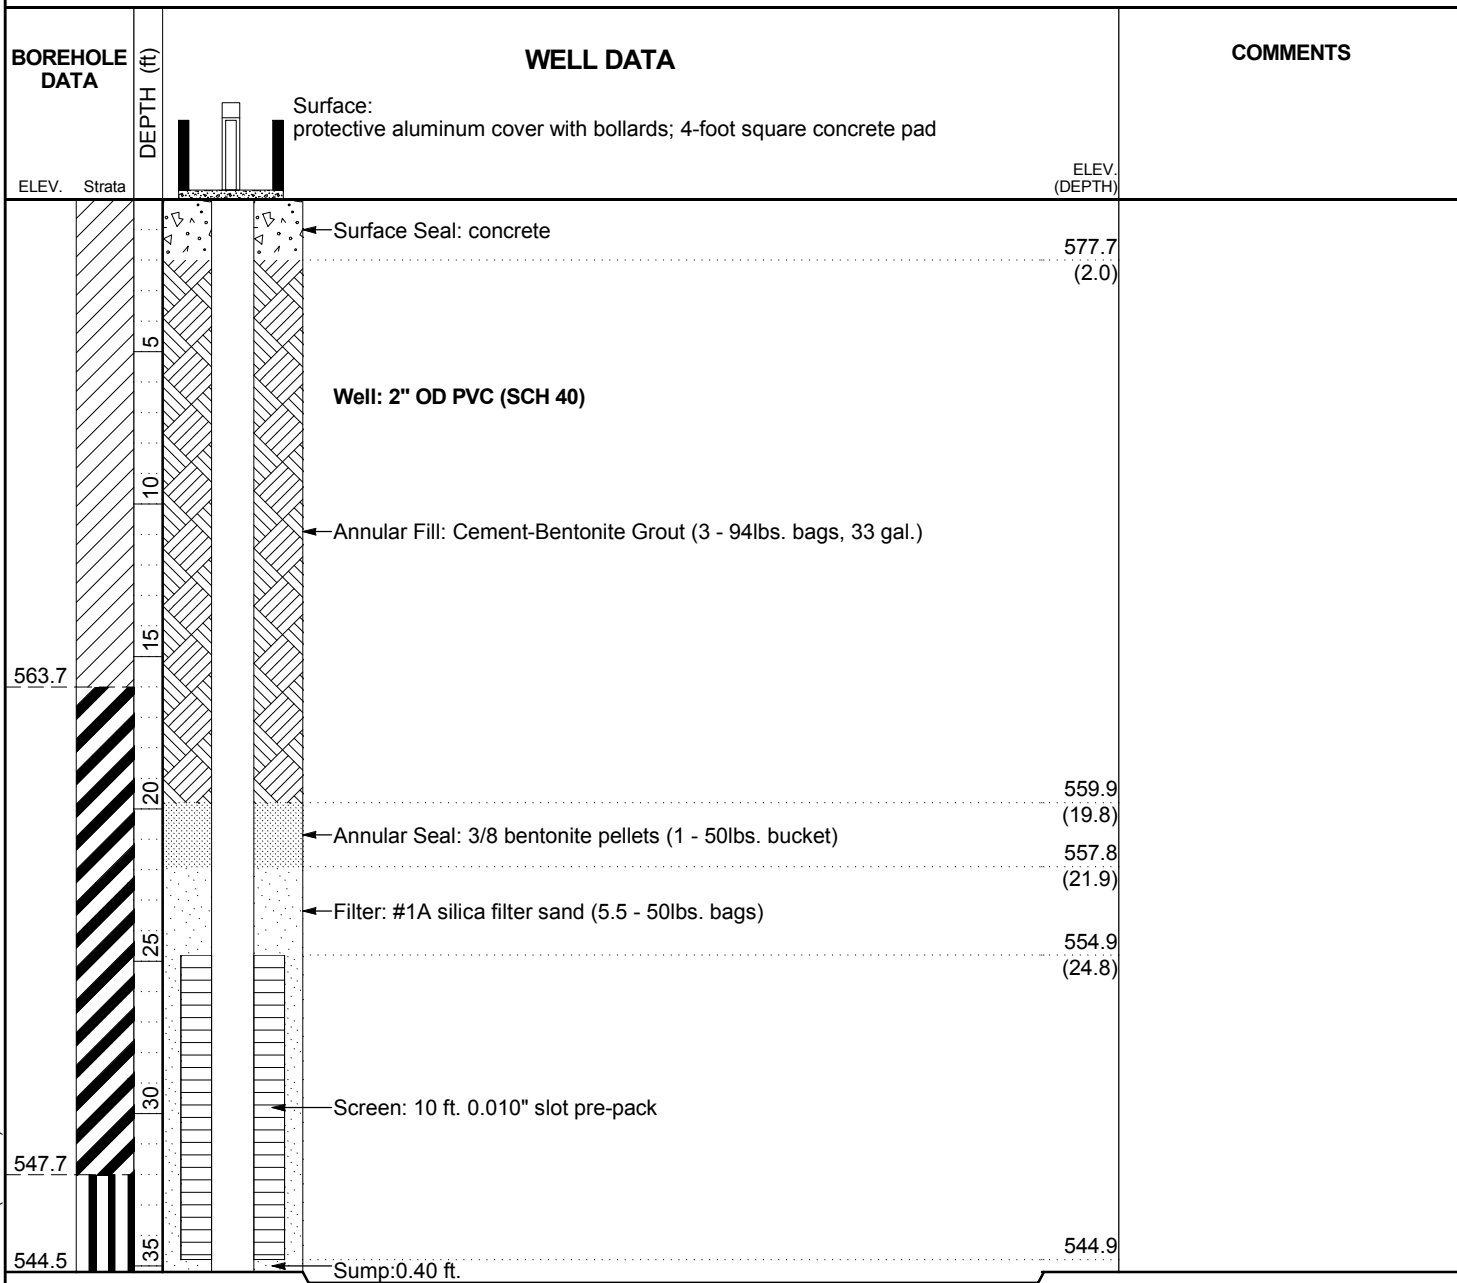 BOREHOLE
DATA
DEPTH (ft)
WELL DATA
COMMENTS
Surface:
protective aluminum cover with bollards; 4-foot square concrete pad
ELEV. Strata
ELEV.
(DEPTH)
Surface Seal: concrete
577.7
(2.0)
5
Well: 2" OD PVC (SCH 40)
10
Annular Fill: Cement-Bentonite Grout (3 - 94lbs. bags, 33 gal.)
15
563.7
20
559.9
(19.8)
Annular Seal: 3/8 bentonite pellets (1 - 50lbs. bucket)
557.8
(21.9)
Filter: #1A silica filter sand (5.5 - 50lbs. bags)
25
554.9
(24.8)
30
Screen: 10 ft. 0.010" slot pre-pack
547.7
35
544.9
544.5
Sump:0.40 ft.